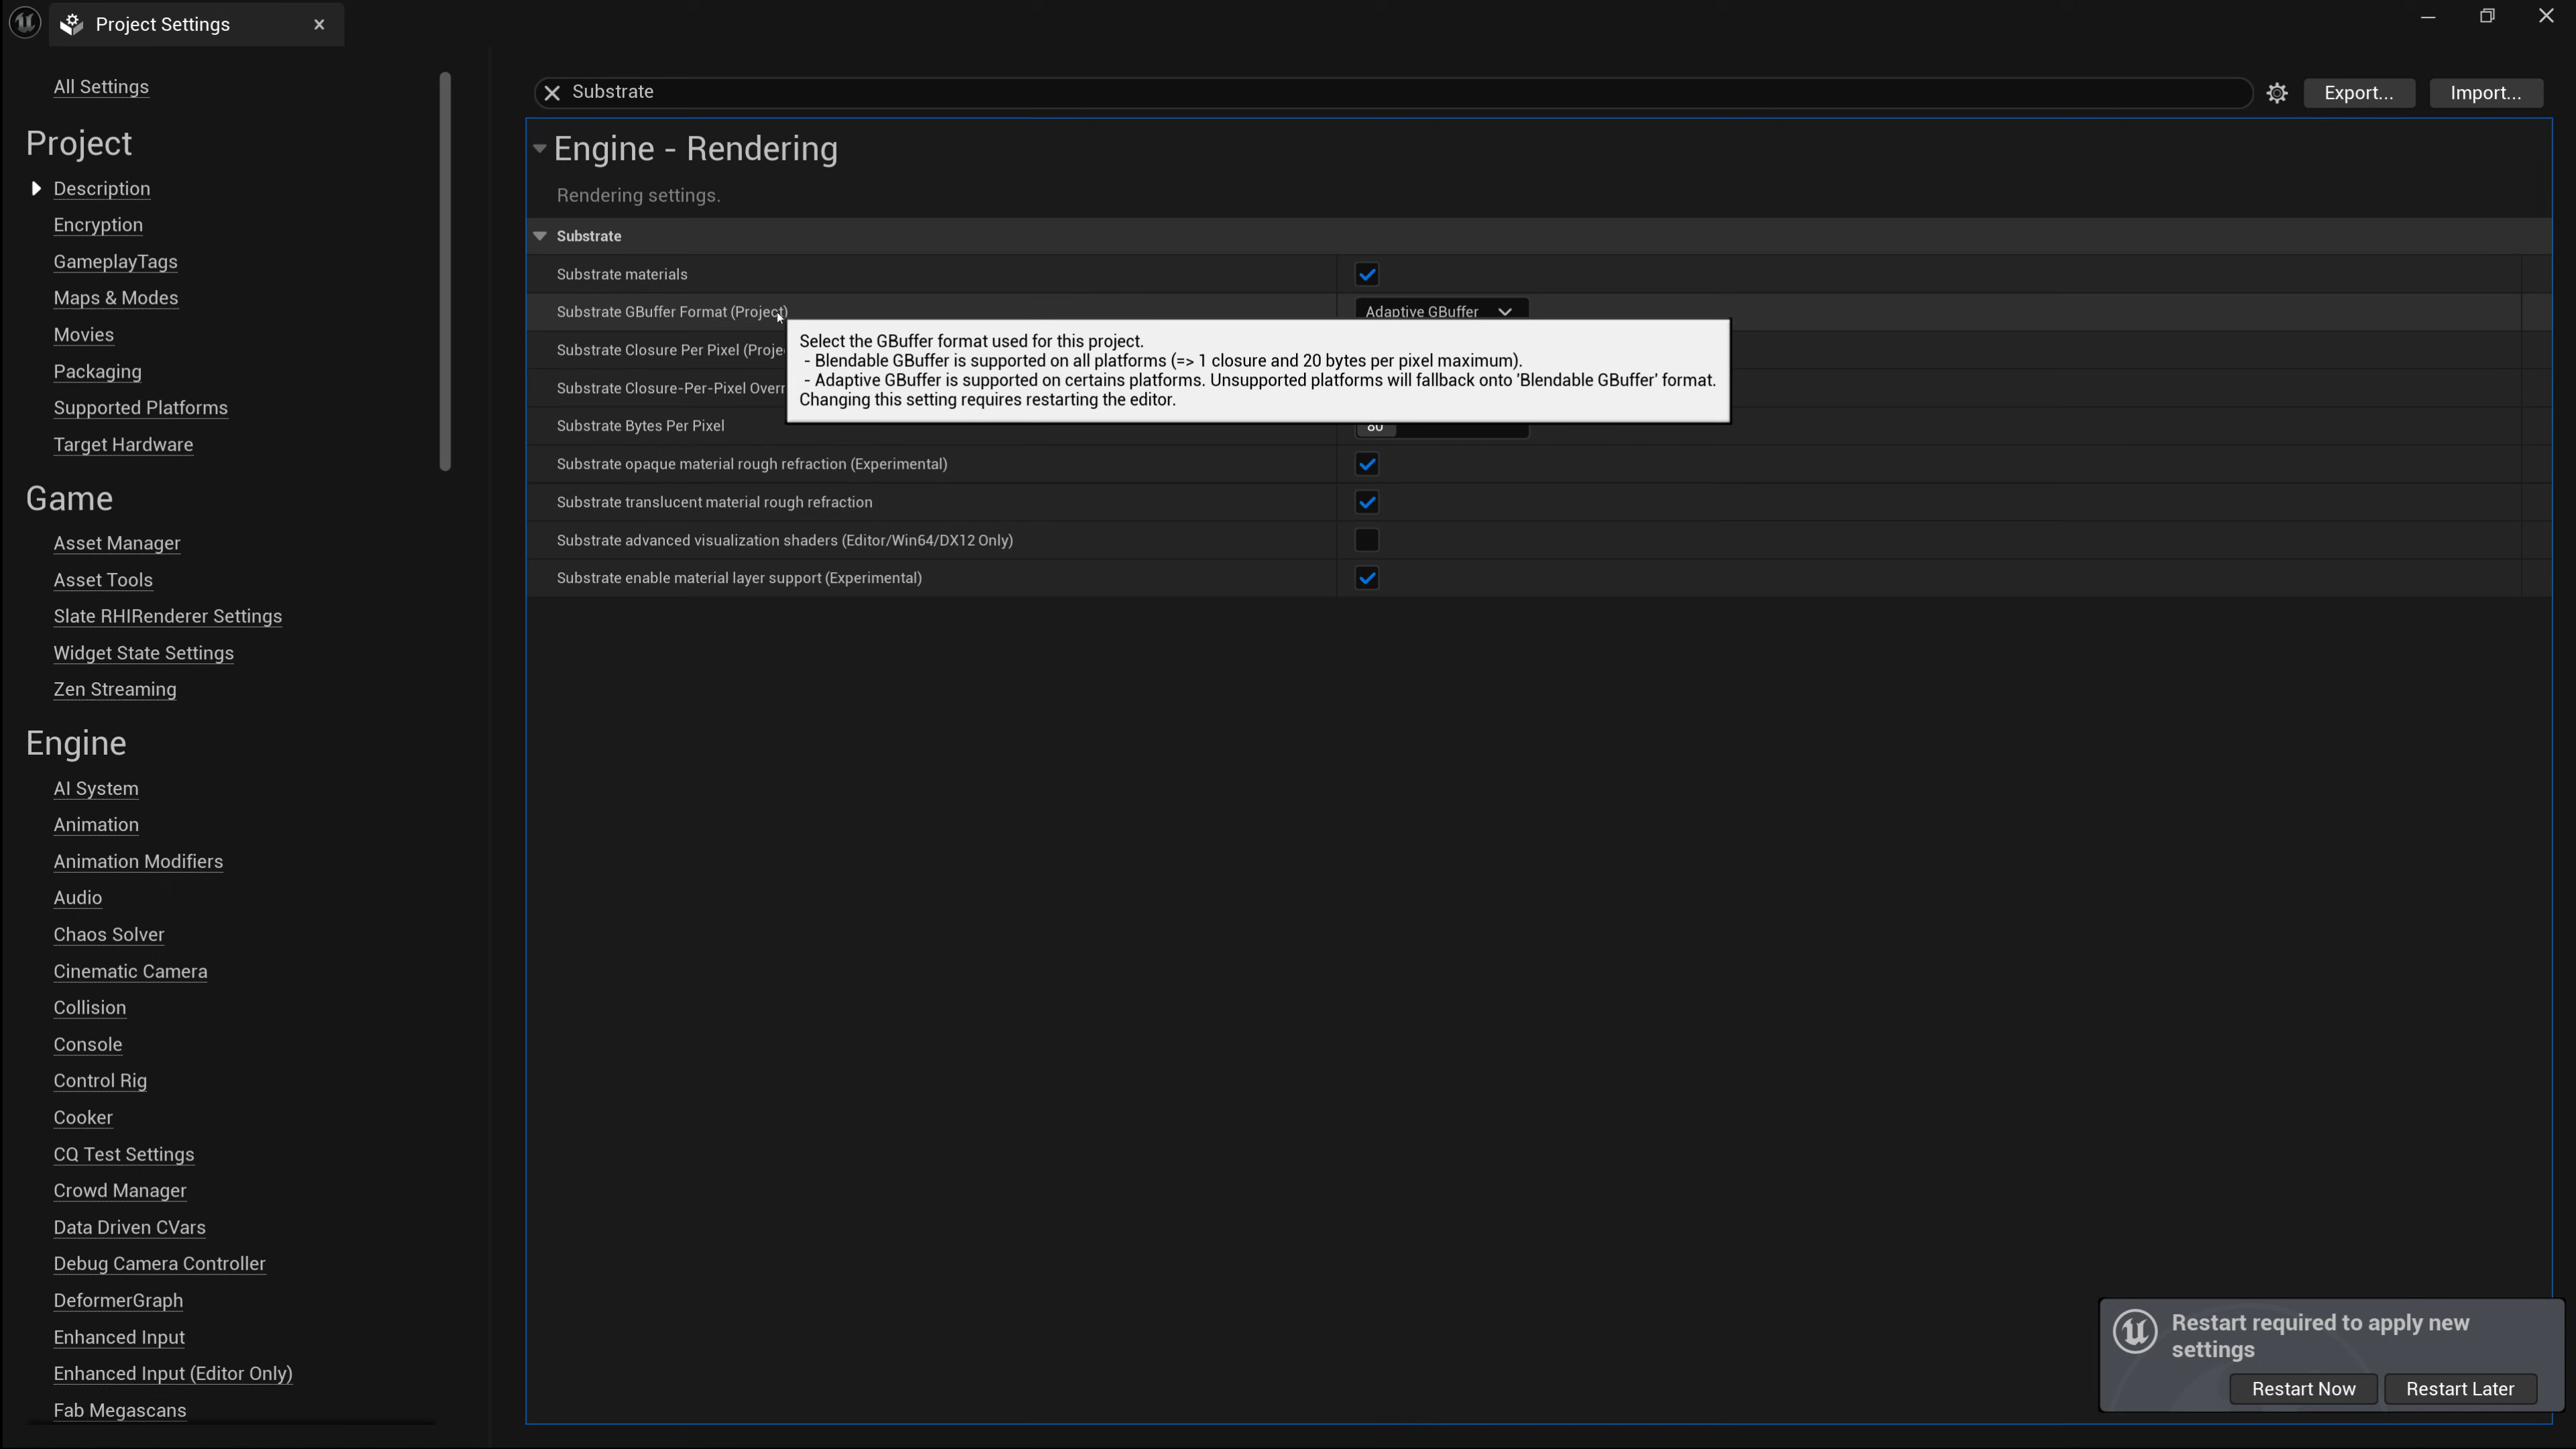 Project Settings
All Settings
Project
Description
Encryption
GameplayTags
Maps & Modes
Movies
Packaging
Supported Platforms
Target Hardware
Game
Asset Manager
Asset Tools
Slate RHIRenderer Settings
Widget State Settings
Zen Streaming
Engine
AI System
Animation
Animation Modifiers
Audio
Chaos Solver
Cinematic Camera
Collision
Console
Control Rig
Cooker
CQ Test Settings
Crowd Manager
Data Driven CVars
Debug Camera Controller
DeformerGraph
Enhanced Input
Enhanced Input (Editor Only)
Fab Megascans
Substrate
Export...
Import...
Engine - Rendering
Rendering settings.
Substrate
Substrate materials
Substrate GBuffer Format (Project)
Adaptive GBuffer
Select the GBuffer format used for this project.
- Blendable GBuffer is supported on all platforms (=> 1 closure and 20 bytes per pixel maximum).
- Adaptive GBuffer is supported on certains platforms. Unsupported platforms will fallback onto 'Blendable GBuffer' format.
Changing this setting requires restarting the editor.
Substrate Closure Per Pixel (Proje
Substrate Closure-Per-Pixel Overr
Substrate Bytes Per Pixel
80
Substrate opaque material rough refraction (Experimental)
Substrate translucent material rough refraction
Substrate advanced visualization shaders (Editor/Win64/DX12 Only)
Substrate enable material layer support (Experimental)
Restart required to apply new
settings
Restart Now
Restart Later